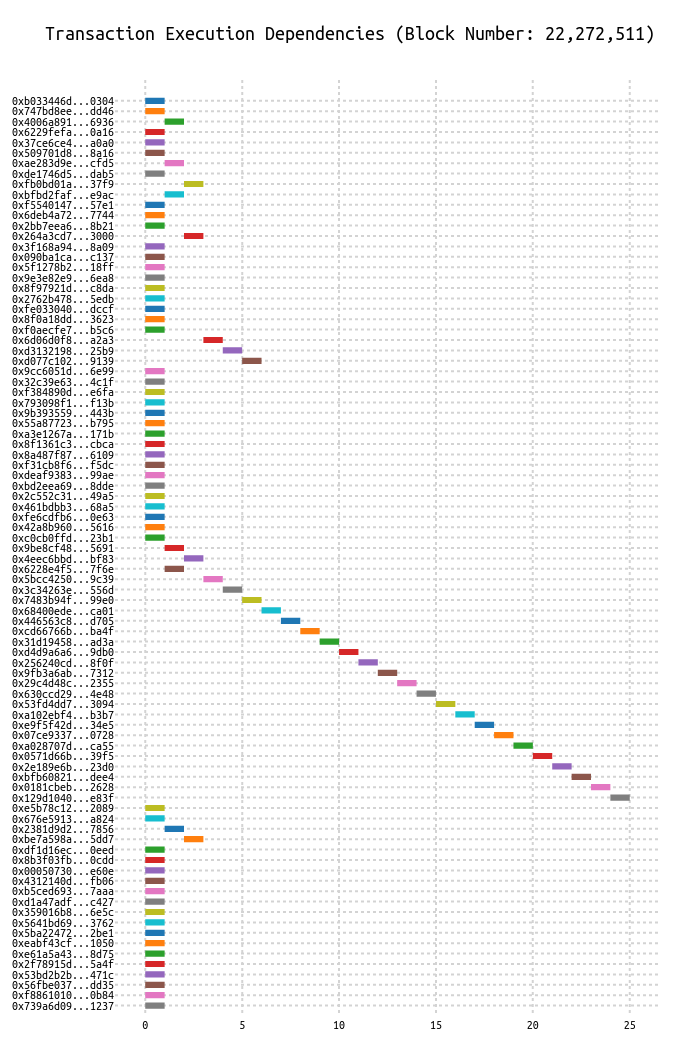 Transaction Execution Dependencies (Block Number: 22,272,511)
0xb033446d...0304
0x747bd8ee...dd46
0x4006a891...6936
0x6229fefa...0a16
0x37ce6ce4...a0a0
0x509701d8...8a16
0xae283d9e...cfd5
0xde1746d5...dab5
0xfb0bd01a...37f9
0xbfbd2faf...e9ac
0xf5540147...57e1
0x6deb4a72...7744
0x2bb7eea6...8b21
0x264a3cd7...3000
0x3f168a94...8a09
0x090ba1ca...c137
0x5f1278b2...18ff
0x9e3e82e9...6ea8
0x8f97921d...c8da
0x2762b478...5edb
0xfe033040...dccf
0x8f0a18dd...3623
0xf0aecfe7...b5c6
0x6d06d0f8...a2a3
0xd3132198...25b9
0xd077c102...9139
0x9cc6051d...6e99
0x32c39e63...4c1f
0xf384890d...e6fa
0x793098f1...f13b
0x9b393559...443b
0x55a87723...b795
0xa3e1267a...171b
0x8f1361c3...cbca
0x8a487f87...6109
0xf31cb8f6...f5dc
0xdeaf9383...99ae
0xbd2eea69...8dde
0x2c552c31...49a5
0x461bdbb3...68a5
0xfe6cdfb6...0e63
0x42a8b960...5616
0xc0cb0ffd...23b1
0x9be8cf48...5691
0x4eec6bbd...bf83
0x6228e4f5...7f6e
0x5bcc4250...9c39
0x3c34263e...556d
0x7483b94f...99e0
0x68400ede...ca01
0x446563c8...d705
0xcd66766b...ba4f
0x31d19458...ad3a
0xd4d9a6a6...9db0
0x256240cd...8f0f
0x9fb3a6ab...7312
0x29c4d48c...2355
0x630ccd29...4e48
0x53fd4dd7...3094
0xa102ebf4...b3b7
0xe9f5f42d...34e5
0x07ce9337...0728
0xa028707d...ca55
0x0571d66b...39f5
0x2e189e6b...23d0
0xbfb60821...dee4
0x0181cbeb...2628
0x129d1040...e83f
0xe5b78c12...2089
0x676e5913...a824
0x2381d9d2...7856
0xbe7a598a...5dd7
0xdf1d16ec...0eed
0x8b3f03fb...0cdd
0x00050730...e60e
0x4312140d...fb06
0xb5ced693...7aaa
0xd1a47adf...c427
0x359016b8...6e5c
0x5641bd69...3762
0x5ba22472...2be1
0xeabf43cf...1050
0xe61a5a43...8d75
0x2f78915d...5a4f
0x53bd2b2b...471c
0x56fbe037...dd35
0xf8861010...0b84
0x739a6d09...1237
0 5 10 15 20 25